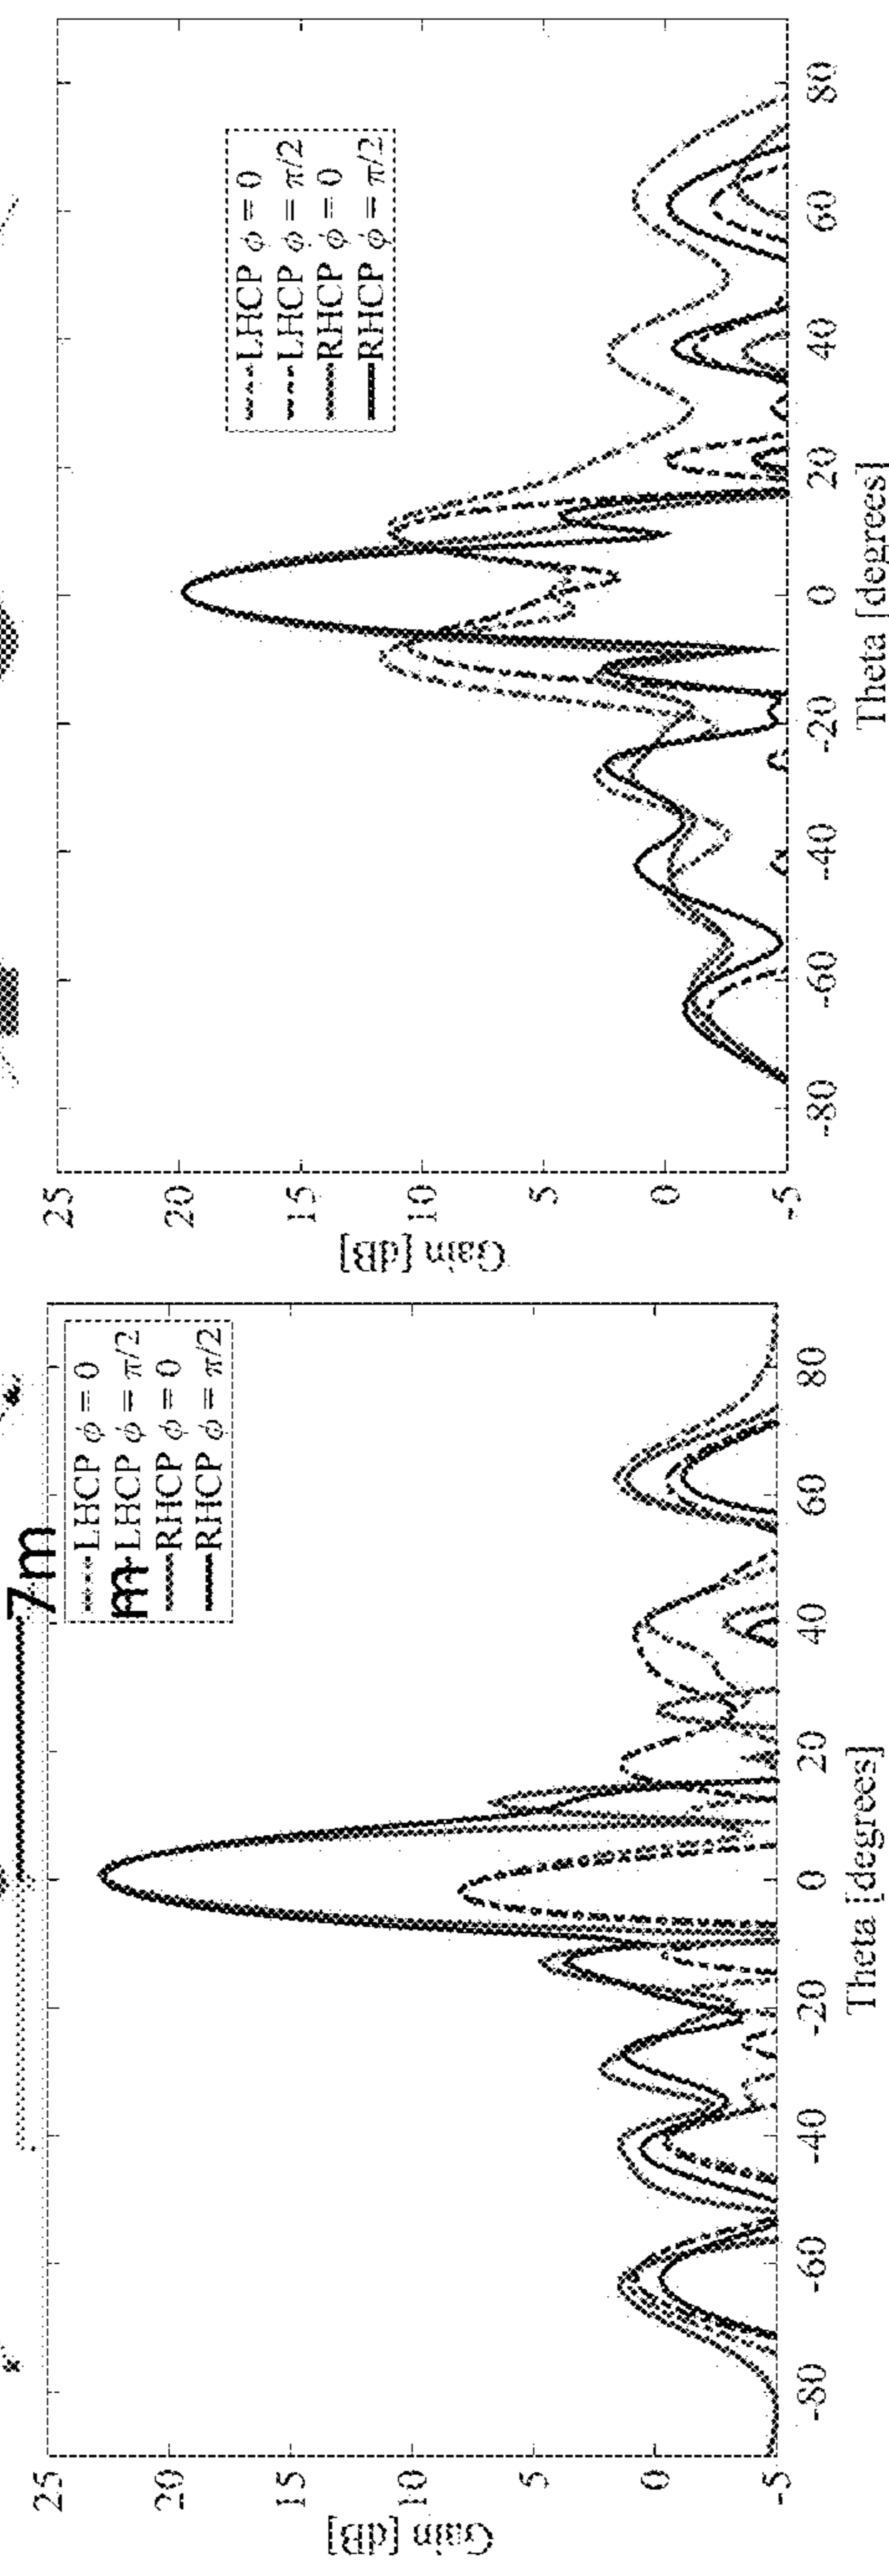 7m
25
20
15
10
5
0
-5
Gain [dB]
LHCP ϕ = 0
LHCP ϕ = π/2
RHCP ϕ = 0
RHCP ϕ = π/2
m
-80
-60
-40
-20
0
20
40
60
80
Theta [degrees]
25
20
15
10
5
0
-5
Gain [dB]
LHCP ϕ = 0
LHCP ϕ = π/2
RHCP ϕ = 0
RHCP ϕ = π/2
-80
-60
-40
-20
0
20
40
60
80
Theta [degrees]